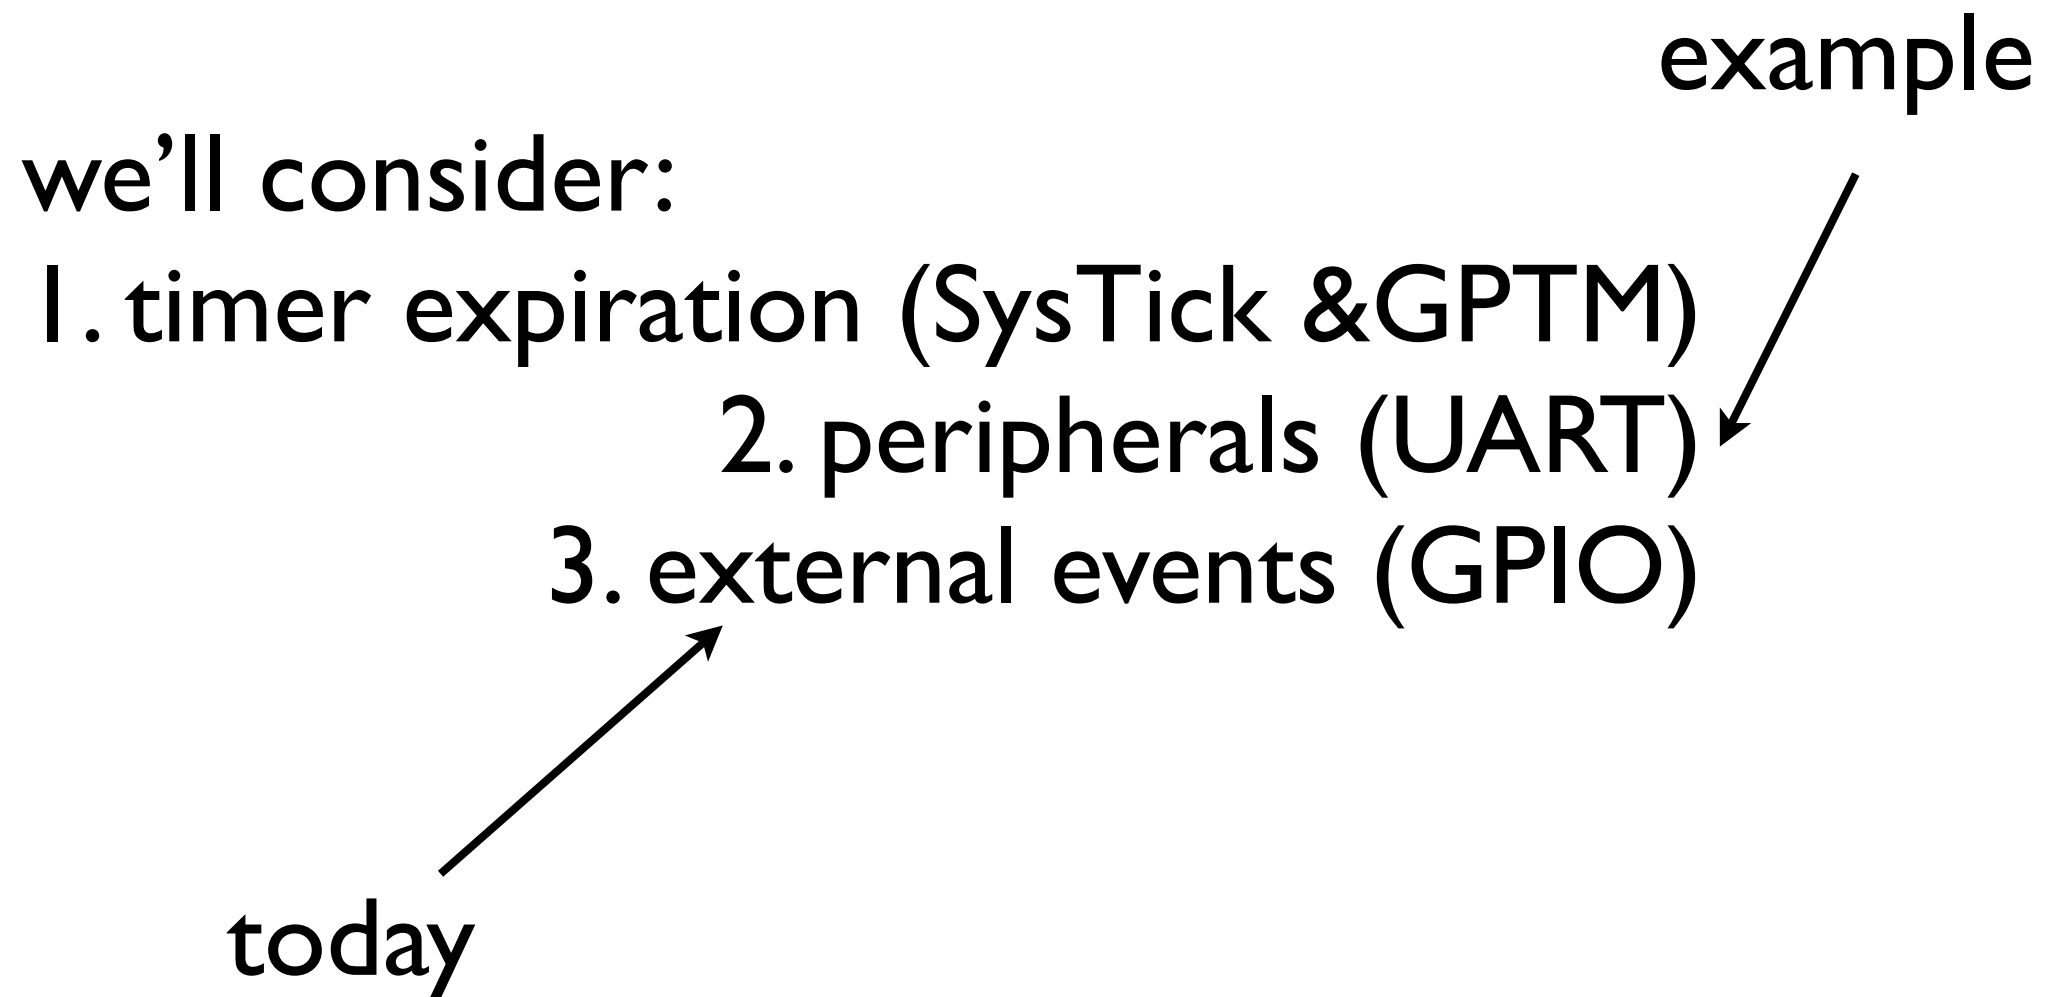 example
we’ll consider:
1. timer expiration (SysTick &GPTM)
2. peripherals (UART)
3. external events (GPIO)
today